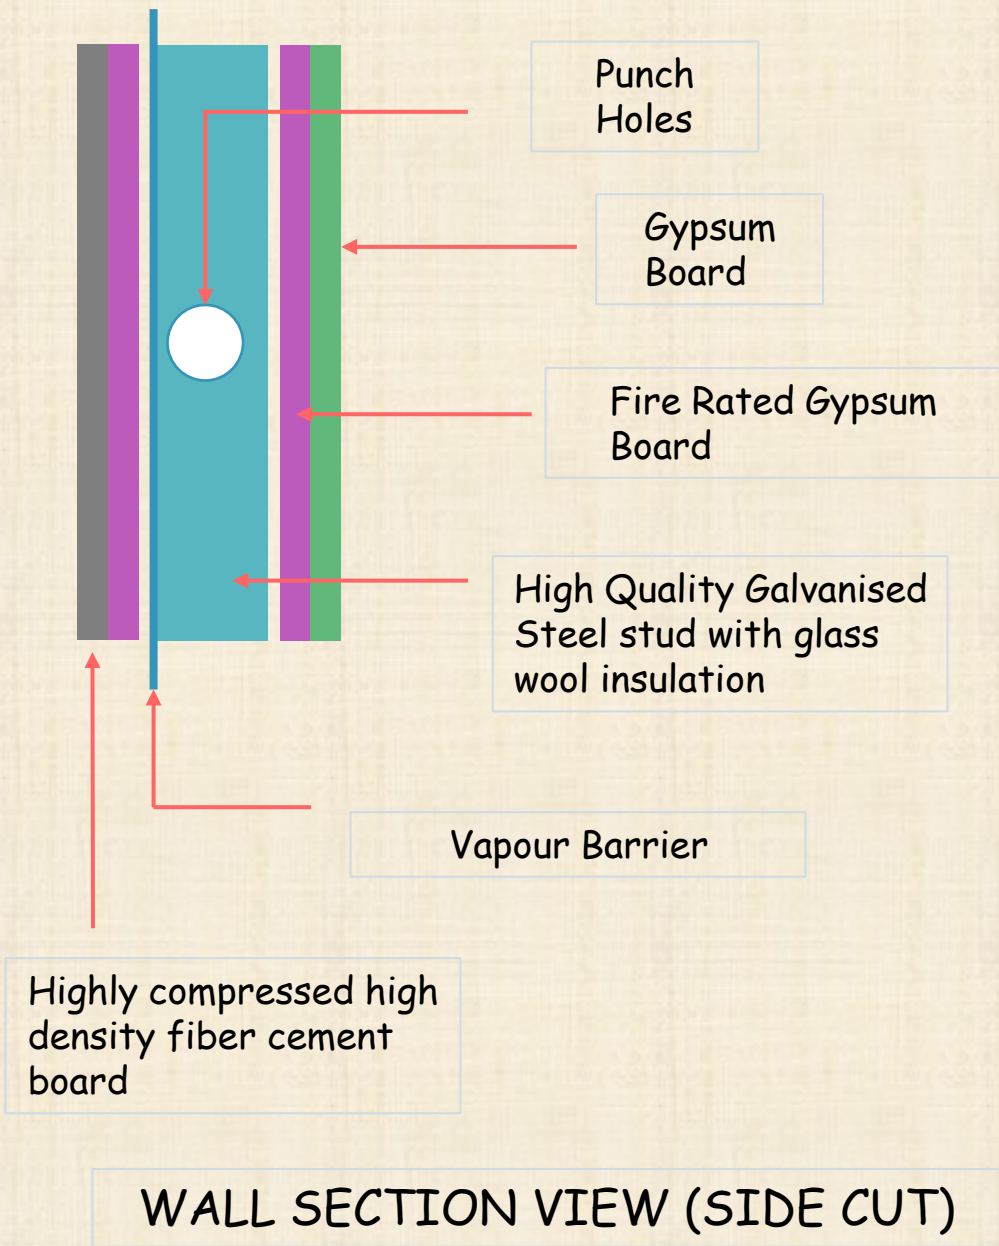 Punch
Holes
Gypsum
Board
Fire Rated Gypsum
Board
High Quality Galvanised
Steel stud with glass
wool insulation
Vapour Barrier
Highly compressed high
density fiber cement
board
WALL SECTION VIEW (SIDE CUT)